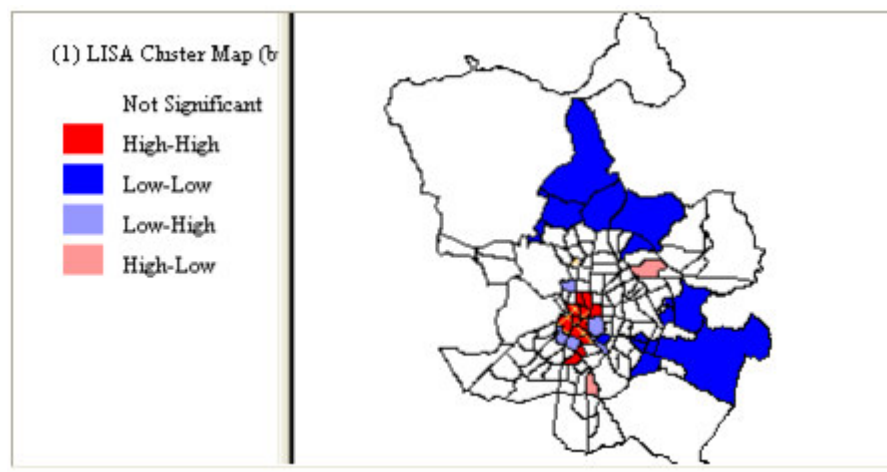 (1) LISA Cluster Map (b
Not Significant
High-High
Low-Low
Low-High
High-Low